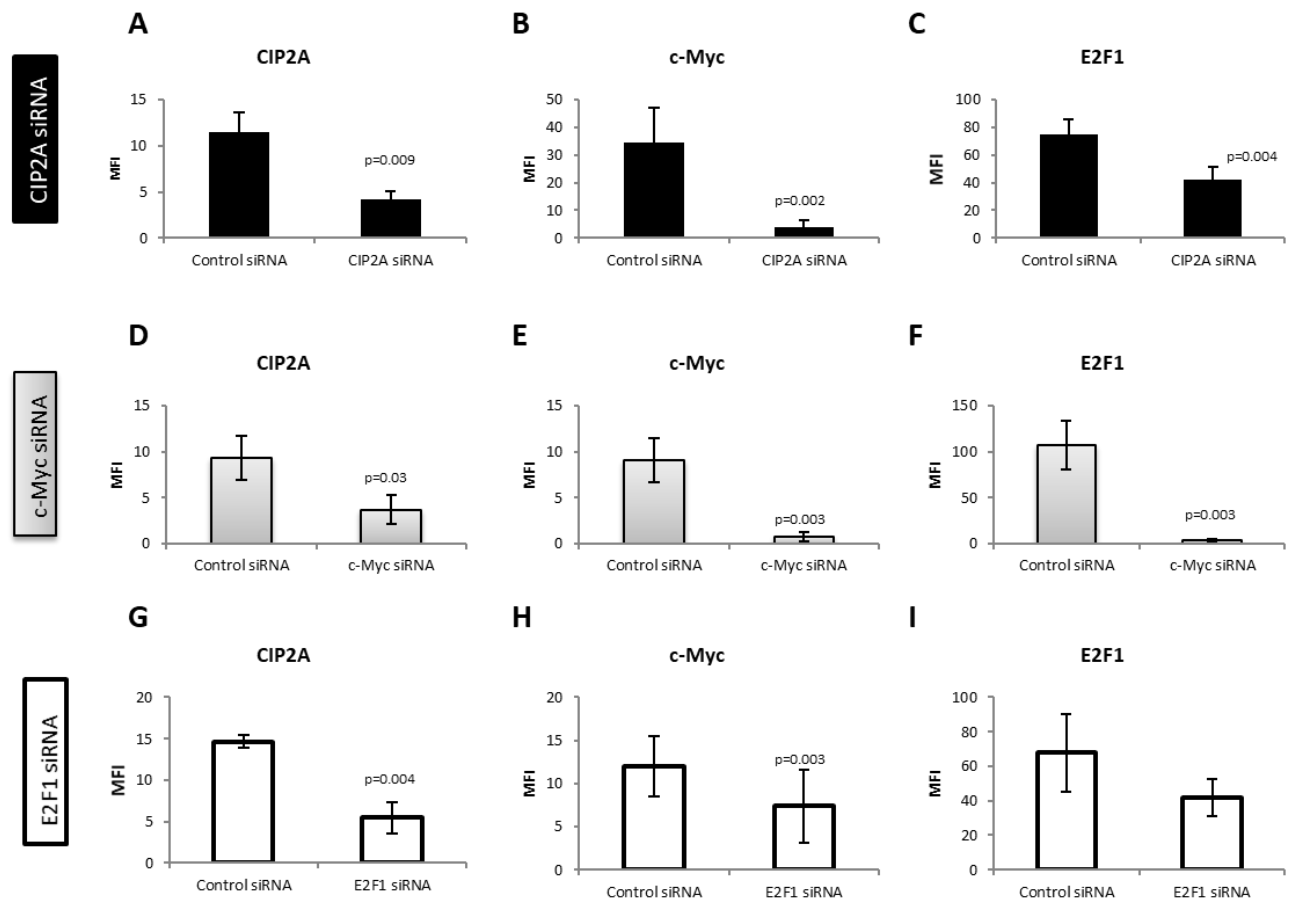 A
B
C
CIP2A siRNA
CIP2A
c-Myc
E2F1
15
10
5
0
MFI
p=0.009
Control siRNA
CIP2A siRNA
50
40
30
20
10
0
MFI
p=0.002
Control siRNA
CIP2A siRNA
100
80
60
40
20
0
MFI
p=0.004
Control siRNA
CIP2A siRNA
D
E
F
c-Myc siRNA
CIP2A
c-Myc
E2F1
15
10
5
0
MFI
p=0.03
Control siRNA
c-Myc siRNA
15
10
5
0
MFI
p=0.003
Control siRNA
c-Myc siRNA
150
100
50
0
MFI
p=0.003
Control siRNA
c-Myc siRNA
G
H
I
E2F1 siRNA
CIP2A
c-Myc
E2F1
20
15
10
5
0
MFI
p=0.004
Control siRNA
E2F1 siRNA
20
15
10
5
0
MFI
p=0.003
Control siRNA
E2F1 siRNA
100
80
60
40
20
0
MFI
Control siRNA
E2F1 siRNA